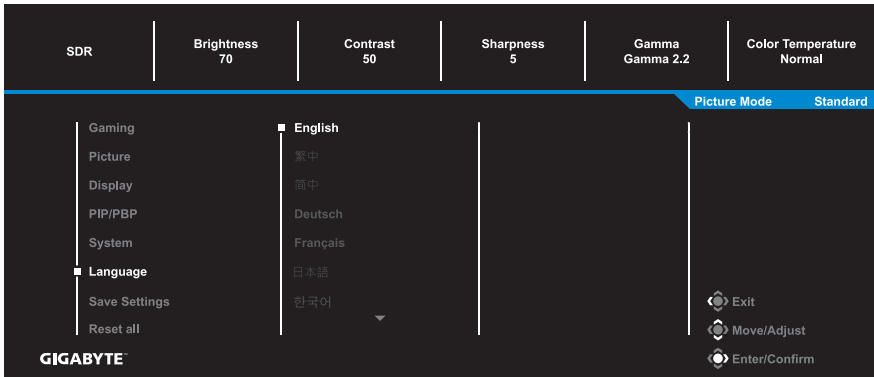 SDR
Brightness
70
Contrast
50
Sharpness
5
Gamma
Gamma 2.2
Color Temperature
Normal
Picture Mode Standard
Gaming
Picture
Display
PIP/PBP
System
Language
Save Settings
Reset all
English
繁中
简中
Deutsch
Français
日本語
한국어
Exit
Move/Adjust
Enter/Confirm
GIGABYTE™